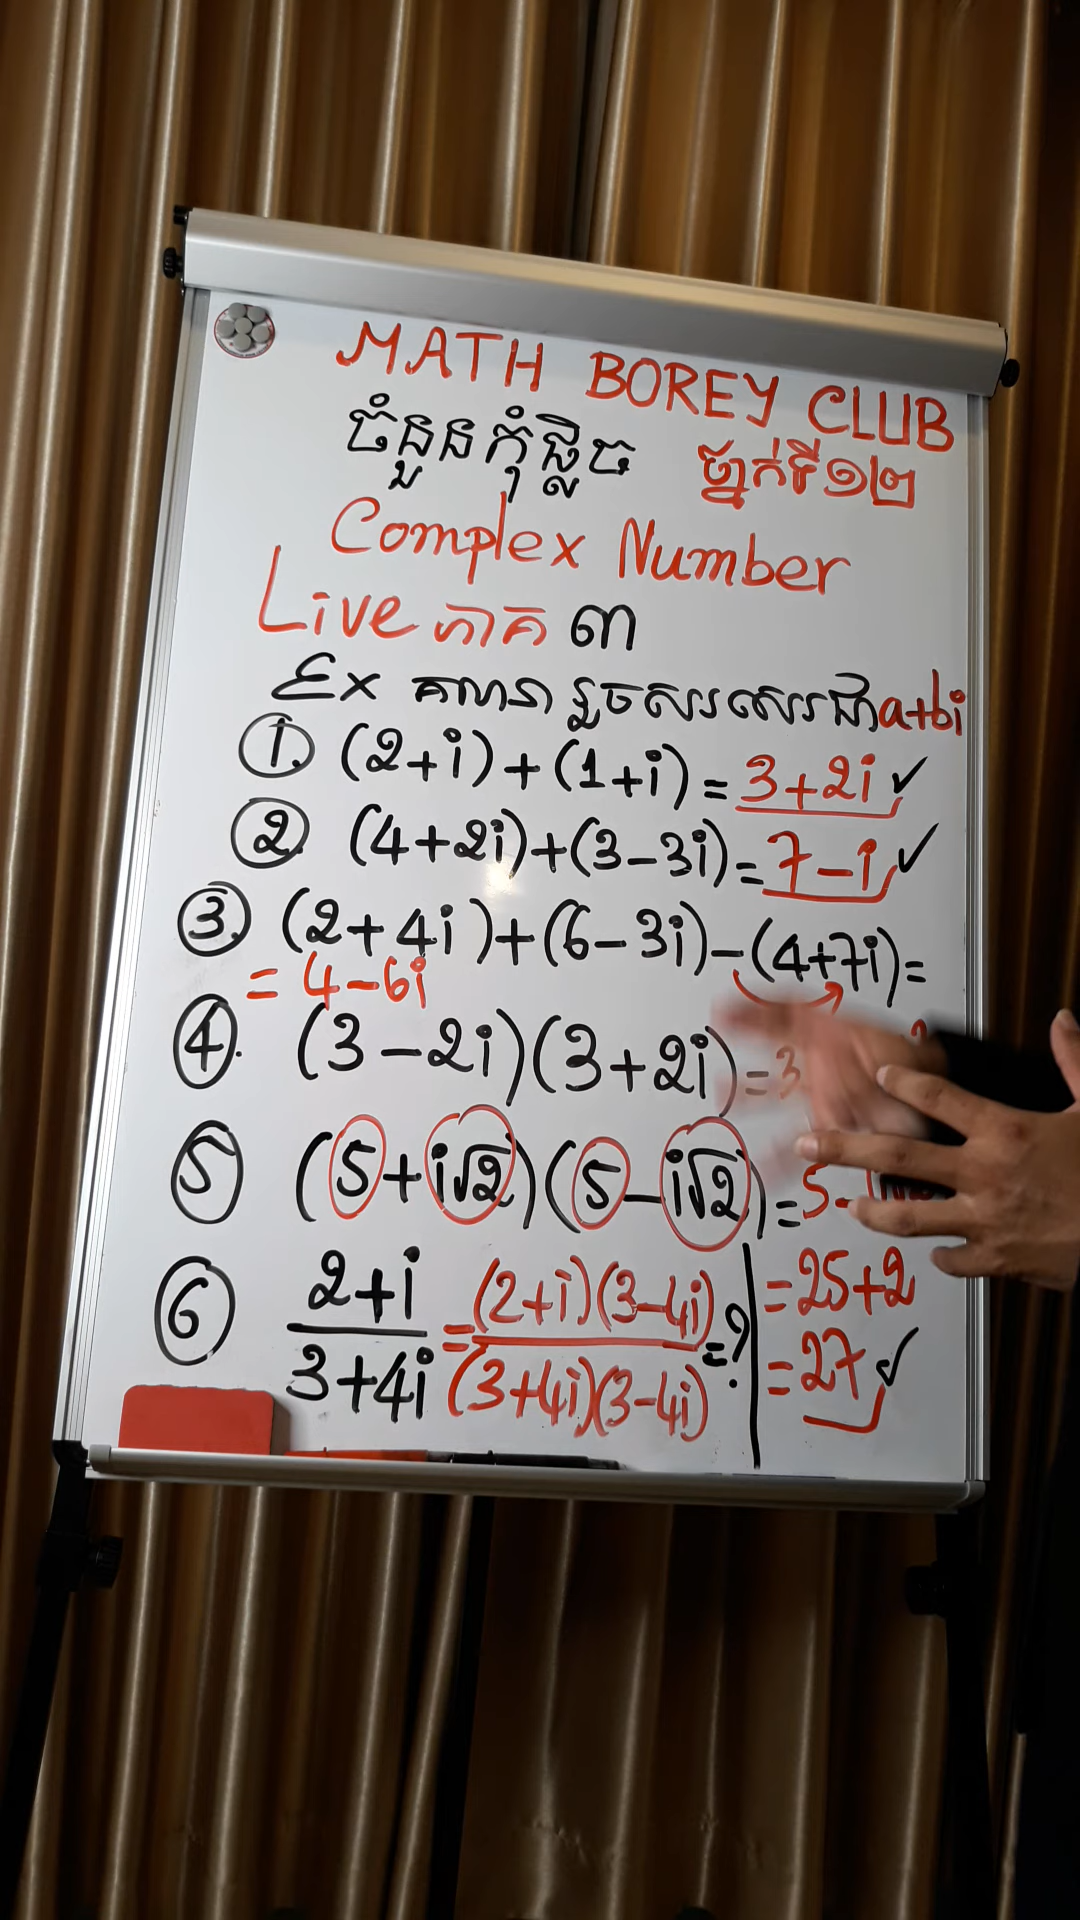 MATH BOREY CLUB
ចំនួនកុំផ្លិច ថ្នាក់ទី១២
Complex Number
Live ភាគ ៣
Ex គណនា រួចសរសេរជា a+bi
1. (2+i)+(1+i)=3+2i ✓
2. (4+2i)+(3-3i)=7-i ✓
3. (2+4i)+(6-3i)-(4+7i)=
=4-6i
4. (3-2i)(3+2i)=3
5 (5+i√2)(5-i√2)=5-
=25+2
=27 ✓
6 (2+i)/(3+4i)=((2+i)(3-4i))/((3+4i)(3-4i))=?